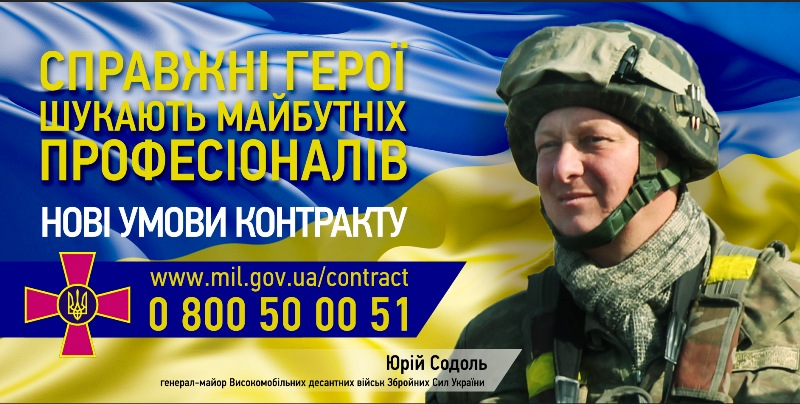 СПРАВЖНІ ГЕРОЇ
ШУКАЮТЬ МАЙБУТНІХ
ПРОФЕСІОНАЛІВ
НОВІ УМОВИ КОНТРАКТУ
www.mil.gov.ua/contract
0 800 50 00 51
Юрій Содоль
генерал-майор Високомобільних десантних військ Збройних Сил України